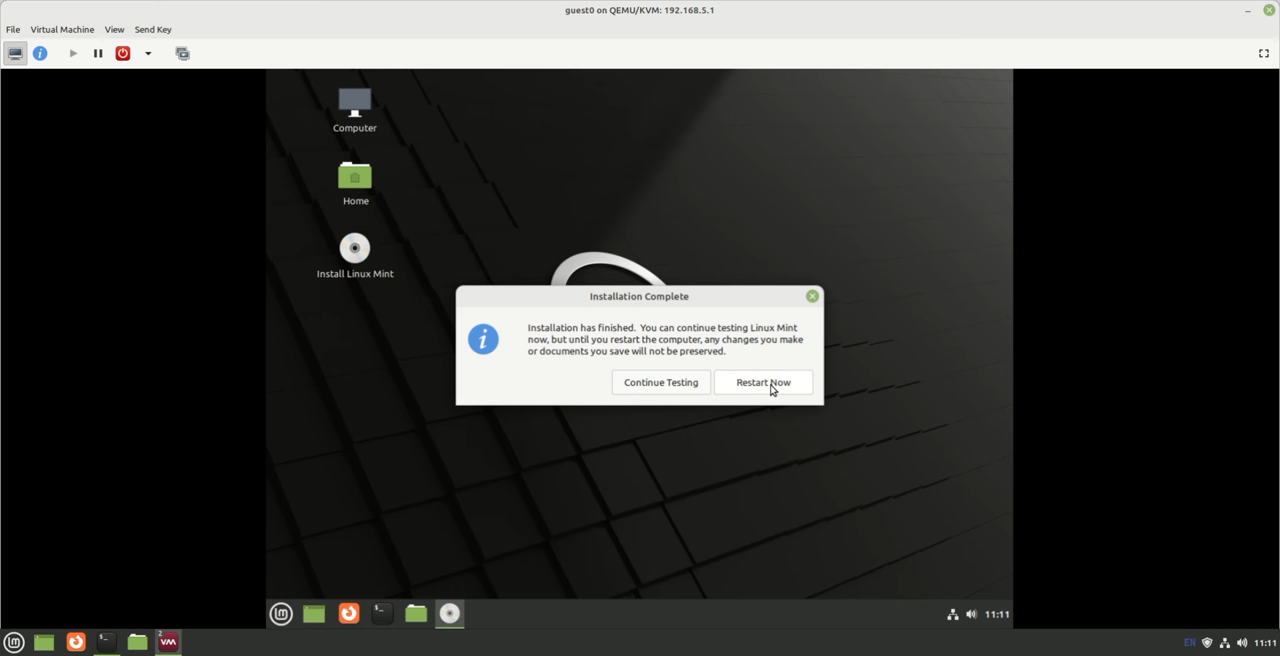 guest0 on QEMU/KVM: 192.168.5.1
File Virtual Machine View Send Key
Computer
Home
Install Linux Mint
Installation Complete
Installation has finished. You can continue testing Linux Mint
now, but until you restart the computer, any changes you make
or documents you save will not be preserved.
Continue Testing Restart Now
11:11
2
EN 11:11